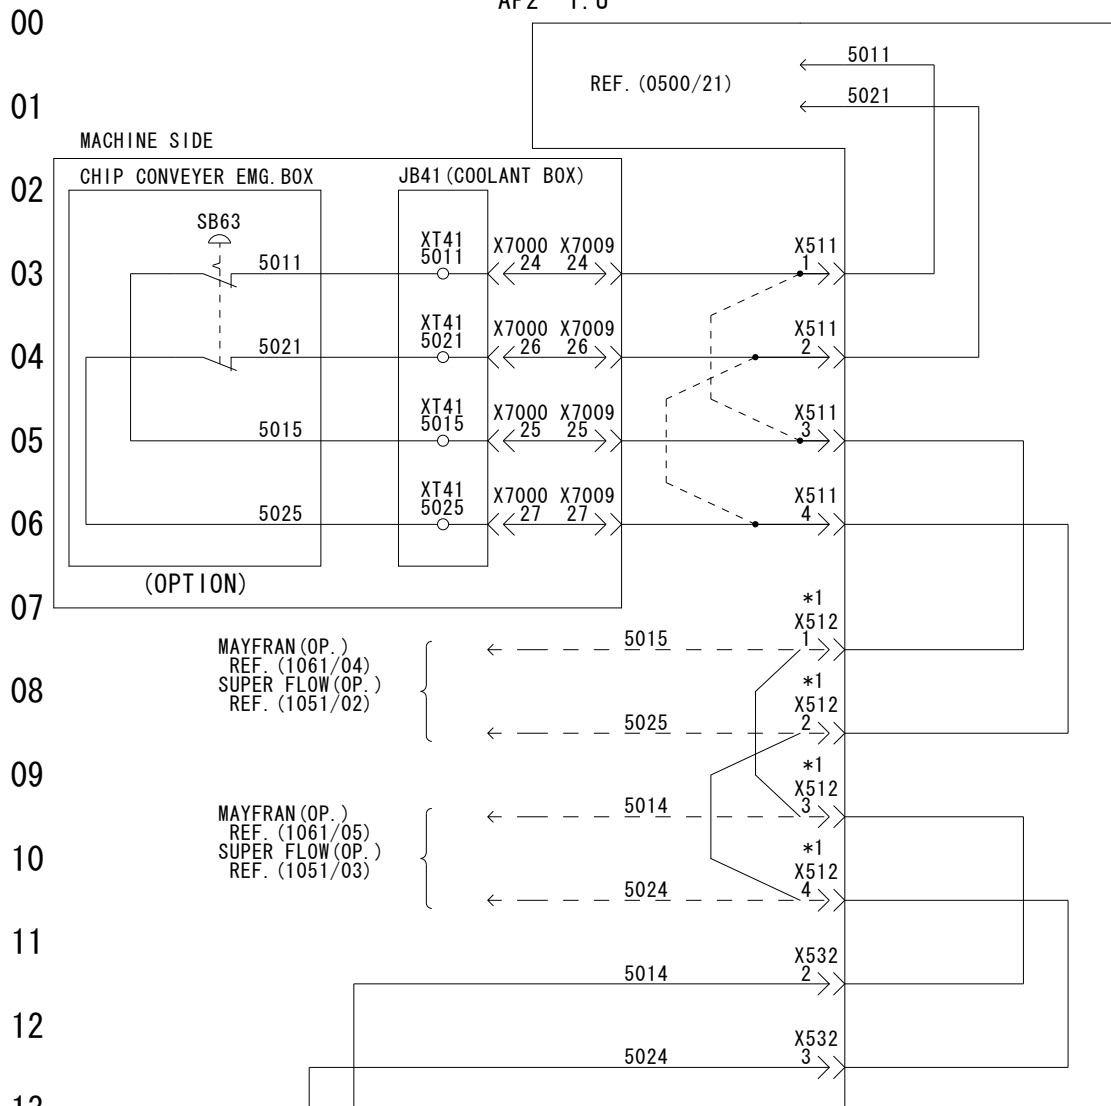 00
REF.(0500/21)
5011
01
5021
MACHINE SIDE
CHIP CONVEYER EMG.BOX
JB41(COOLANT BOX)
02
SB63
03
5011
XT41
5011
X7000
24
X7009
24
X511
1
04
5021
XT41
5021
X7000
26
X7009
26
X511
2
05
5015
XT41
5015
X7000
25
X7009
25
X511
3
06
5025
XT41
5025
X7000
27
X7009
27
X511
4
(OPTION)
07
MAYFRAN(OP.)
REF.(1061/04)
SUPER FLOW(OP.)
REF.(1051/02)
5015
*1
X512
1
08
5025
*1
X512
2
09
MAYFRAN(OP.)
REF.(1061/05)
SUPER FLOW(OP.)
REF.(1051/03)
5014
*1
X512
3
10
5024
*1
X512
4
11
5014
X532
2
12
5024
X532
3